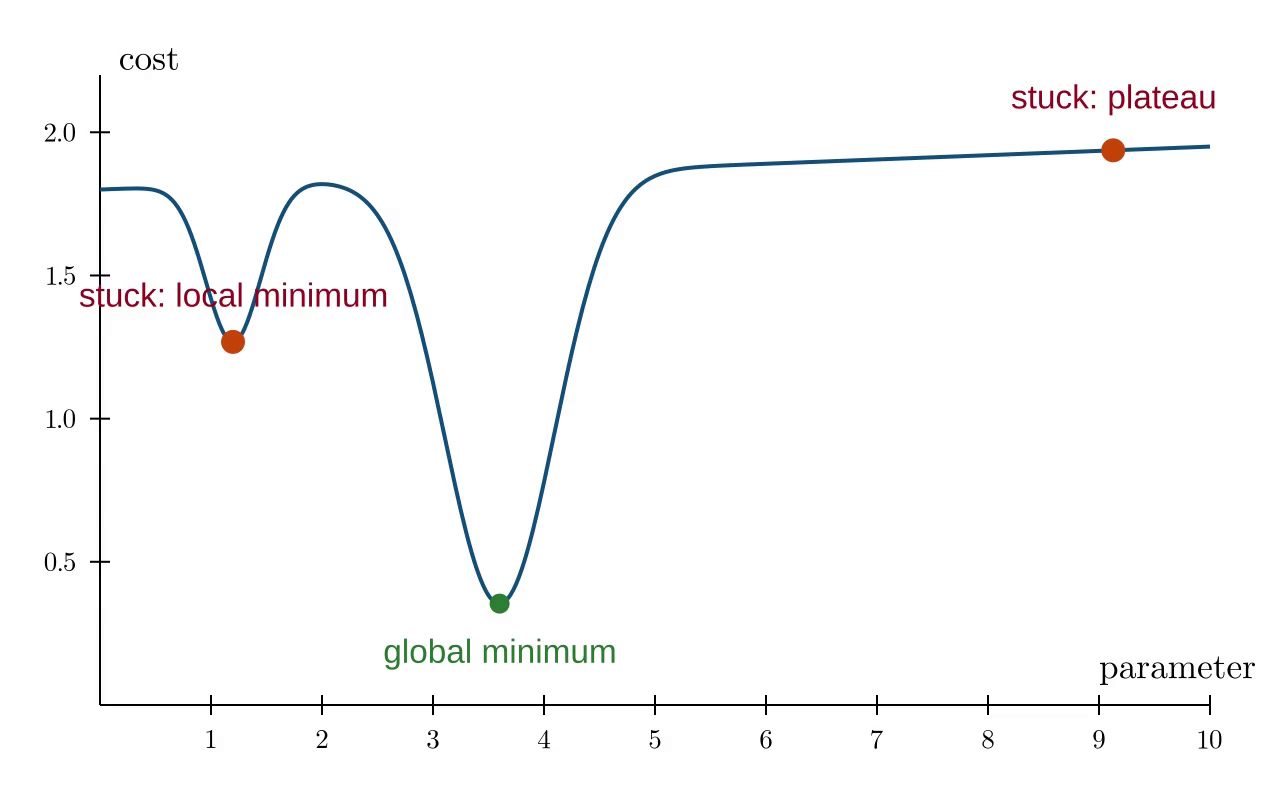 cost
stuck: plateau
2.0
1.5
stuck: local minimum
1.0
0.5
global minimum
parameter
1 2 3 4 5 6 7 8 9 10